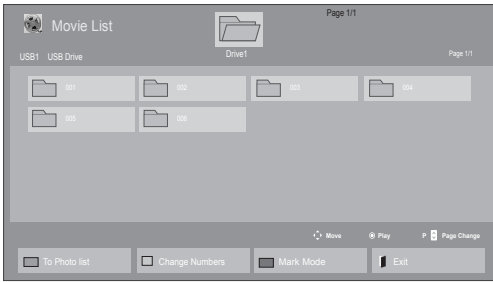 Page 1/1
Movie List
Drive1
USB1 USB Drive
Page 1/1
001 002 003 004
005 006
Move Play P Page Change
To Photo list Change Numbers Mark Mode Exit